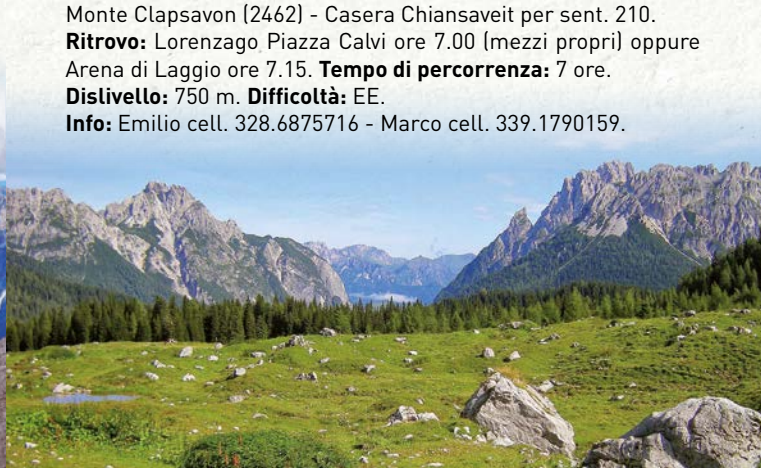 Monte Clapsavon (2462) - Casera Chiansaveit per sent. 210.
Ritrovo: Lorenzago Piazza Calvi ore 7.00 (mezzi propri) oppure
Arena di Laggio ore 7.15. Tempo di percorrenza: 7 ore.
Dislivello: 750 m. Difficoltà: EE.
Info: Emilio cell. 328.6875716 - Marco cell. 339.1790159.